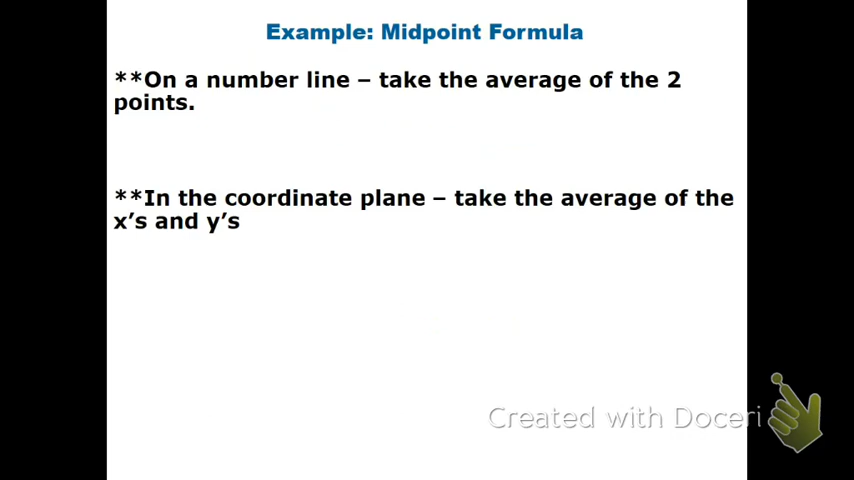 Example: Midpoint Formula
**On a number line – take the average of the 2
points.
**In the coordinate plane – take the average of the
x’s and y’s
Created with Doceri